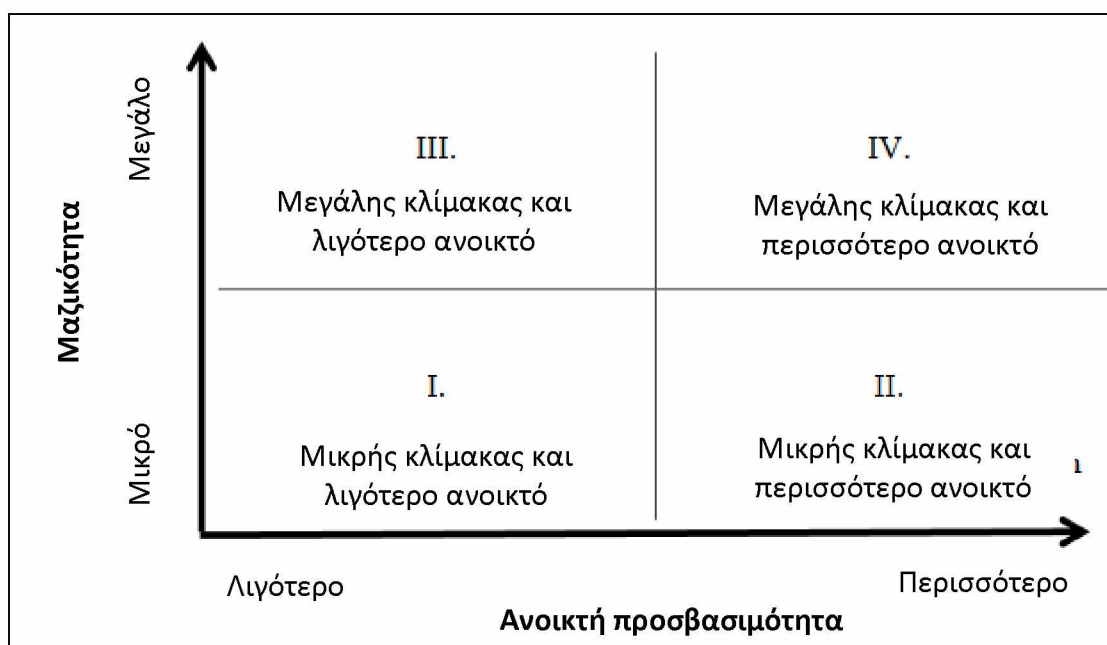 Μαζικότητα
Μεγάλο
Μικρό
III.
Μεγάλης κλίμακας και
λιγότερο ανοικτό
IV.
Μεγάλης κλίμακας και
περισσότερο ανοικτό
I.
Μικρής κλίμακας και
λιγότερο ανοικτό
II.
Μικρής κλίμακας και
περισσότερο ανοικτό
Λιγότερο
Περισσότερο
Ανοικτή προσβασιμότητα